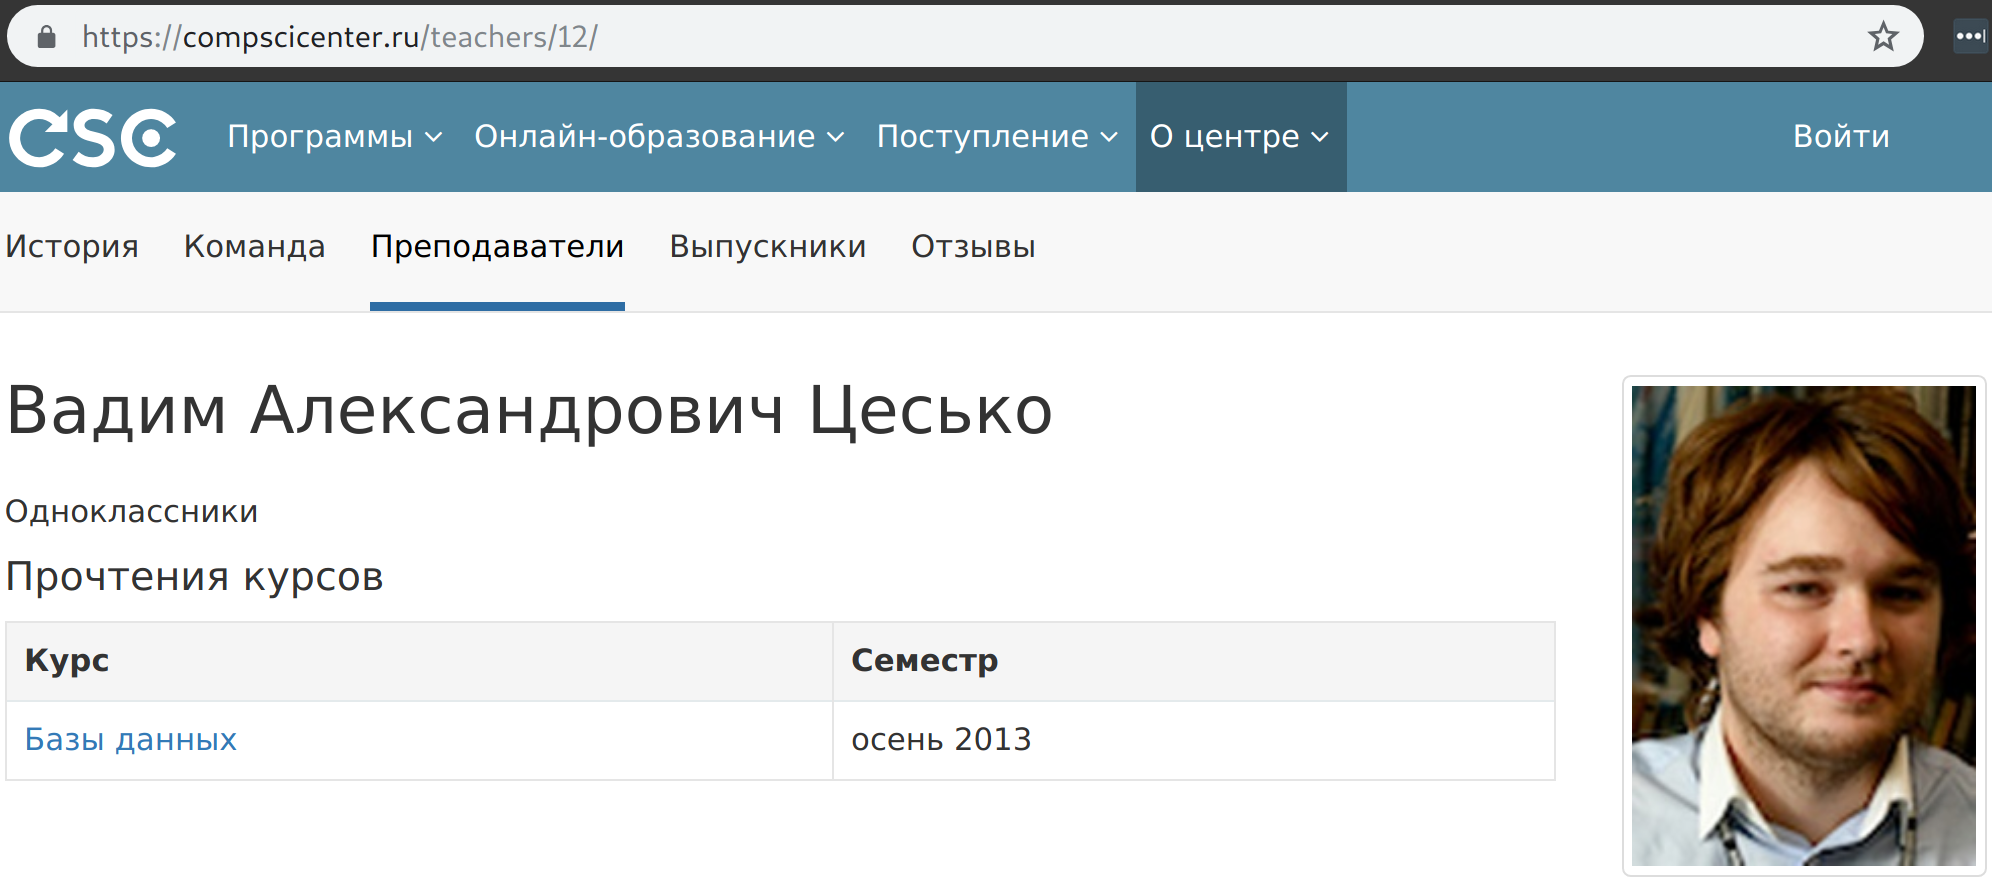 https://compscicenter.ru/teachers/12/
CSC Программы Онлайн-образование Поступление О центре Войти
История Команда Преподаватели Выпускники Отзывы
Вадим Александрович Цесько
Одноклассники
Прочтения курсов
Курс Семестр
Базы данных осень 2013